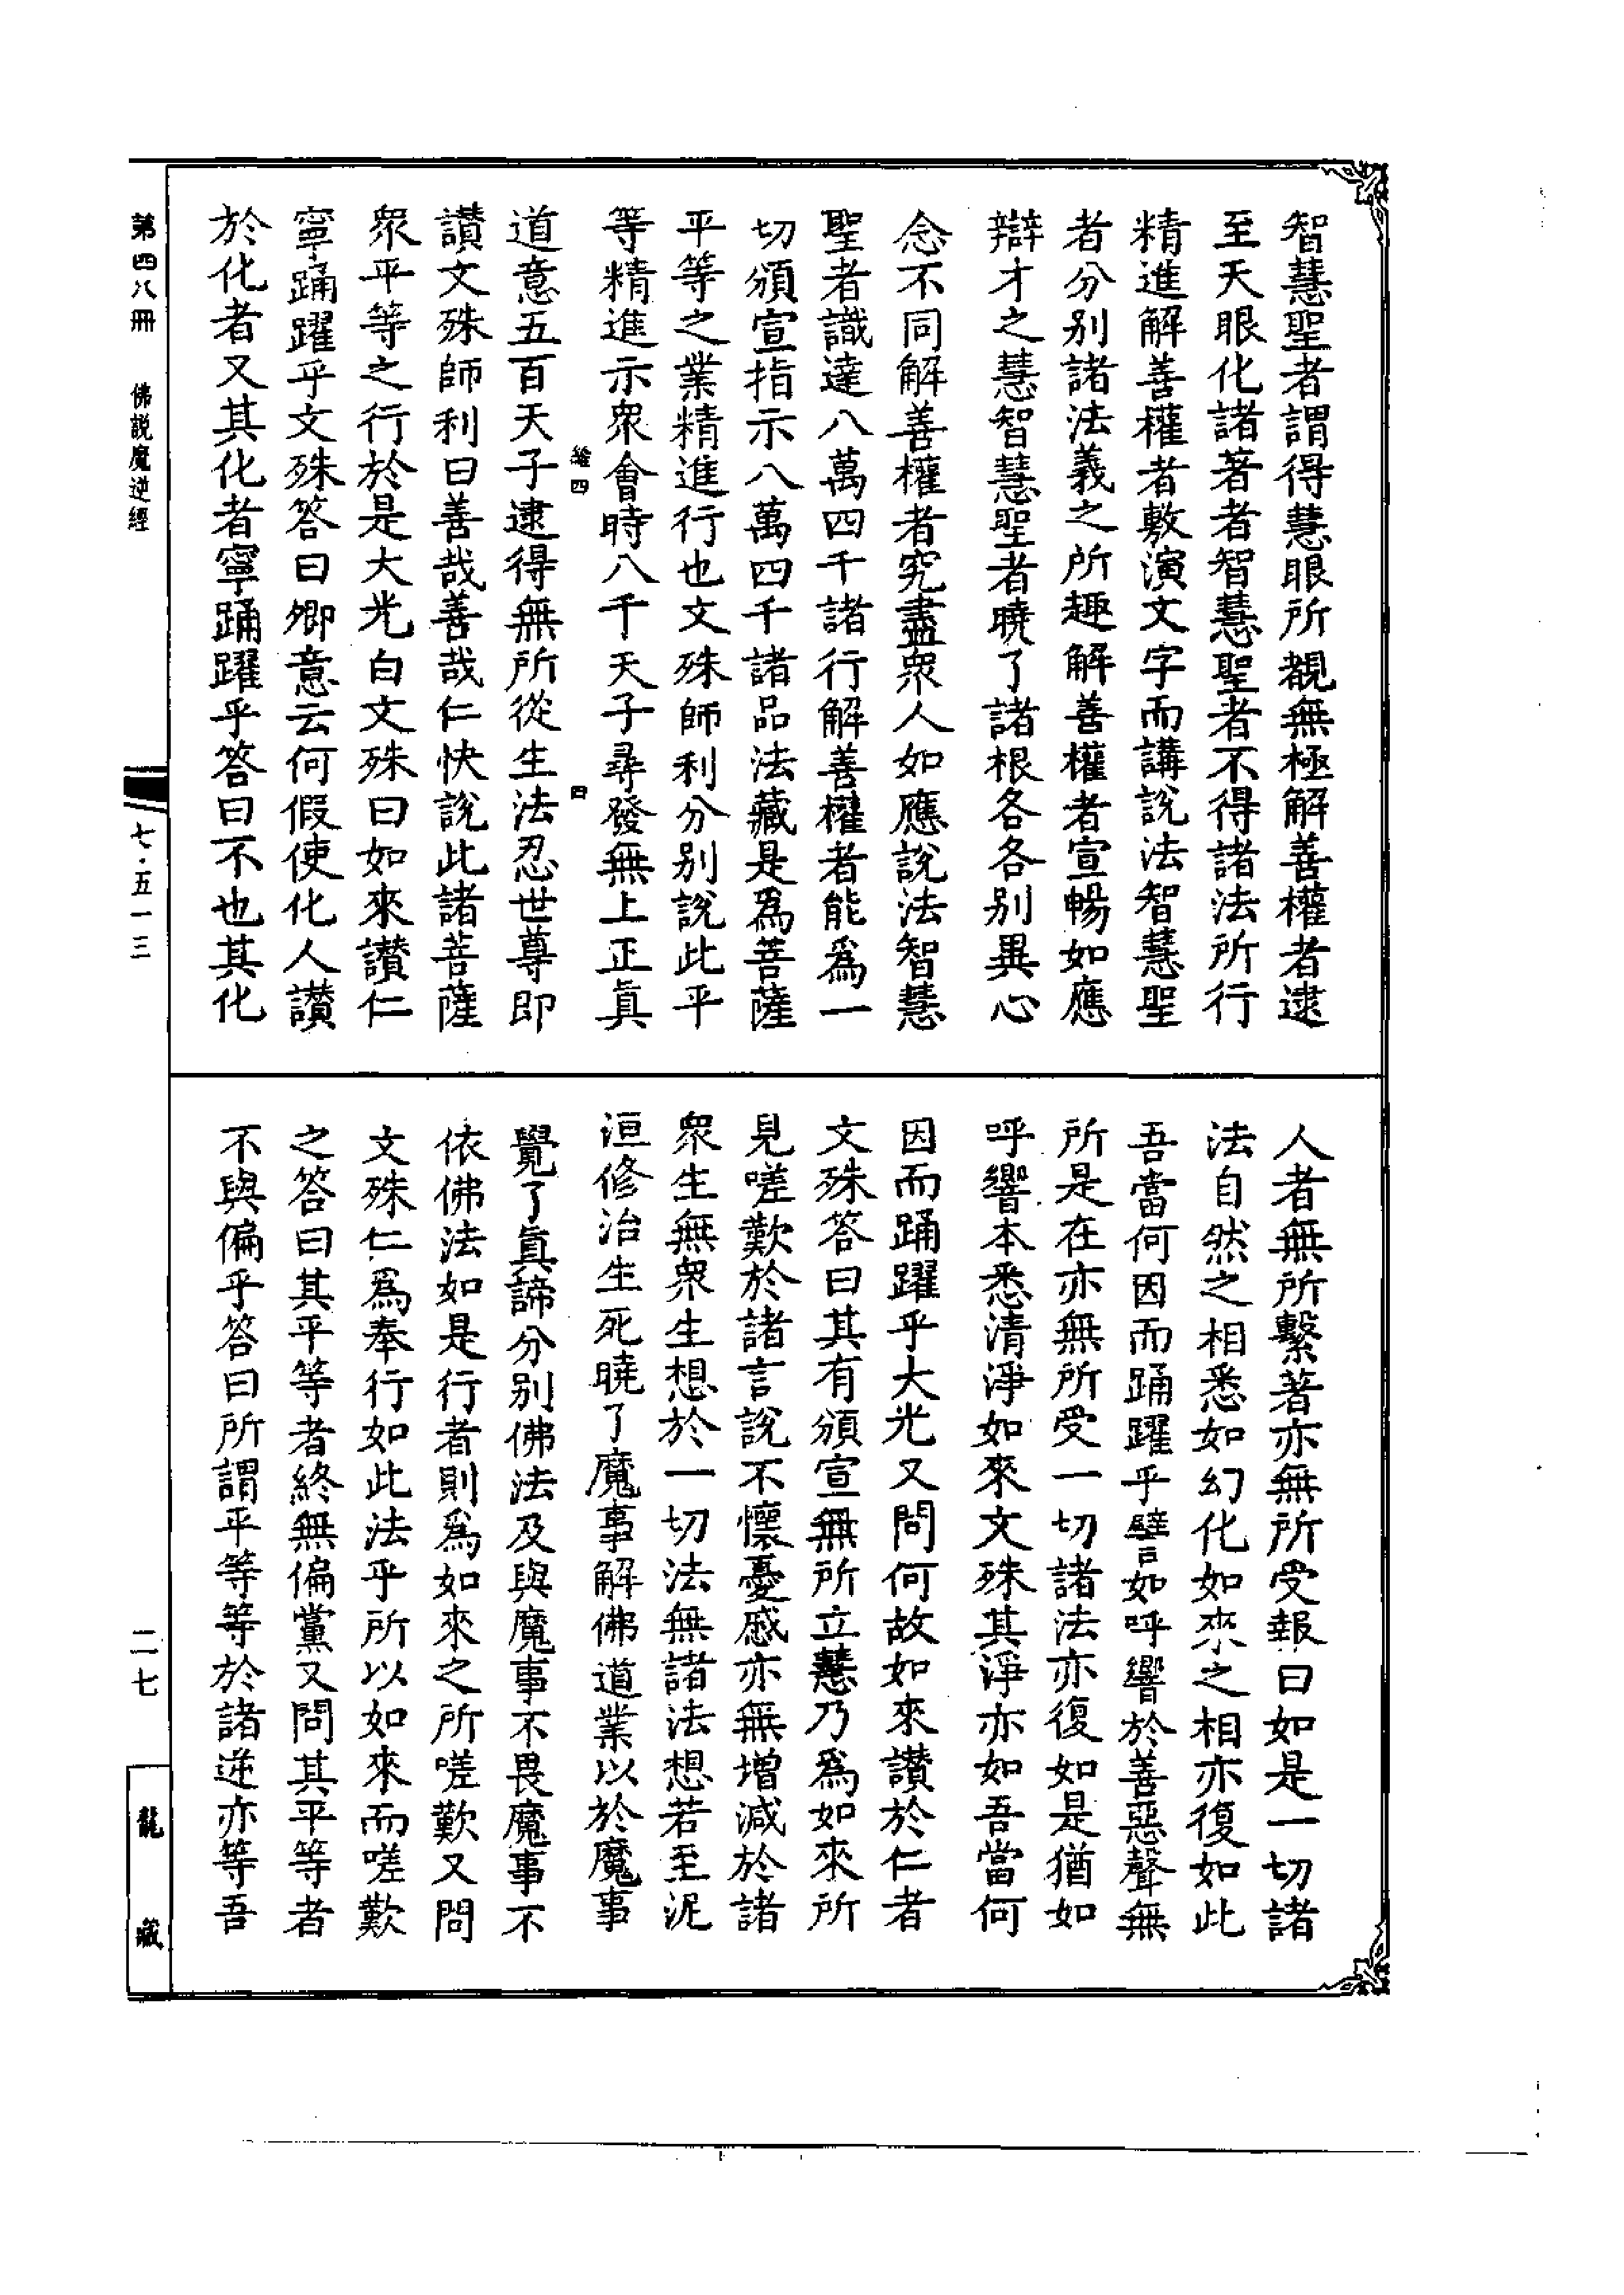 智慧聖者謂得慧眼所覩無極解善權者逮
至天眼化諸著者智慧聖者不得諸法所行
精進解善權者敷演文字而講說法智慧聖
者分別諸法義之所趣解善權者宣暢如應
辯才之慧智慧聖者曉了諸根各各別異心
念不同解善權者究盡衆人如應說法智慧
聖者識達八萬四千諸行解善權者能爲一
切頒宣指示八萬四千諸品法藏是爲菩薩
平等之業精進行也文殊師利分別說此平
等精進示衆會時八千天子尋發無上正眞
四
四
道意五百天子逮得無所從生法忍世尊即
讚文殊師利曰善哉善哉仁快說此諸菩薩
衆平等之行於是大光白文殊曰如來讚仁
寧踊躍乎文殊答曰卿意云何假使化人讚
於化者又其化者寧踊躍乎答曰不也其化
人者無所繫著亦無所受報曰如是一切諸
法自然之相悉如幻化如來之相亦復如此
吾當何因而踊躍乎譬如呼響於善惡聲無
所是在亦無所受一切諸法亦復如是猶如
呼響本悉清淨如來文殊其淨亦如吾當何
因而踊躍乎大光又問何故如來讚於仁者
文殊答曰其有頒宣無所立慧乃爲如來所
見嗟歎於諸言說不懷憂慼亦無增減於諸
衆生無衆生想於一切法無諸法想若至泥
洹修治生死曉了魔事解佛道業以於魔事
覺了眞諦分別佛法及與魔事不畏魔事不
依佛法如是行者則爲如來之所嗟歎又問
文殊仁爲奉行如此法乎所以如來而嗟歎
之答曰其平等者終無偏黨又問其平等者
不與偏乎答曰所謂平等等於諸逆亦等吾
第四八冊 佛說魔逆經
七·五一三
二七
龍藏